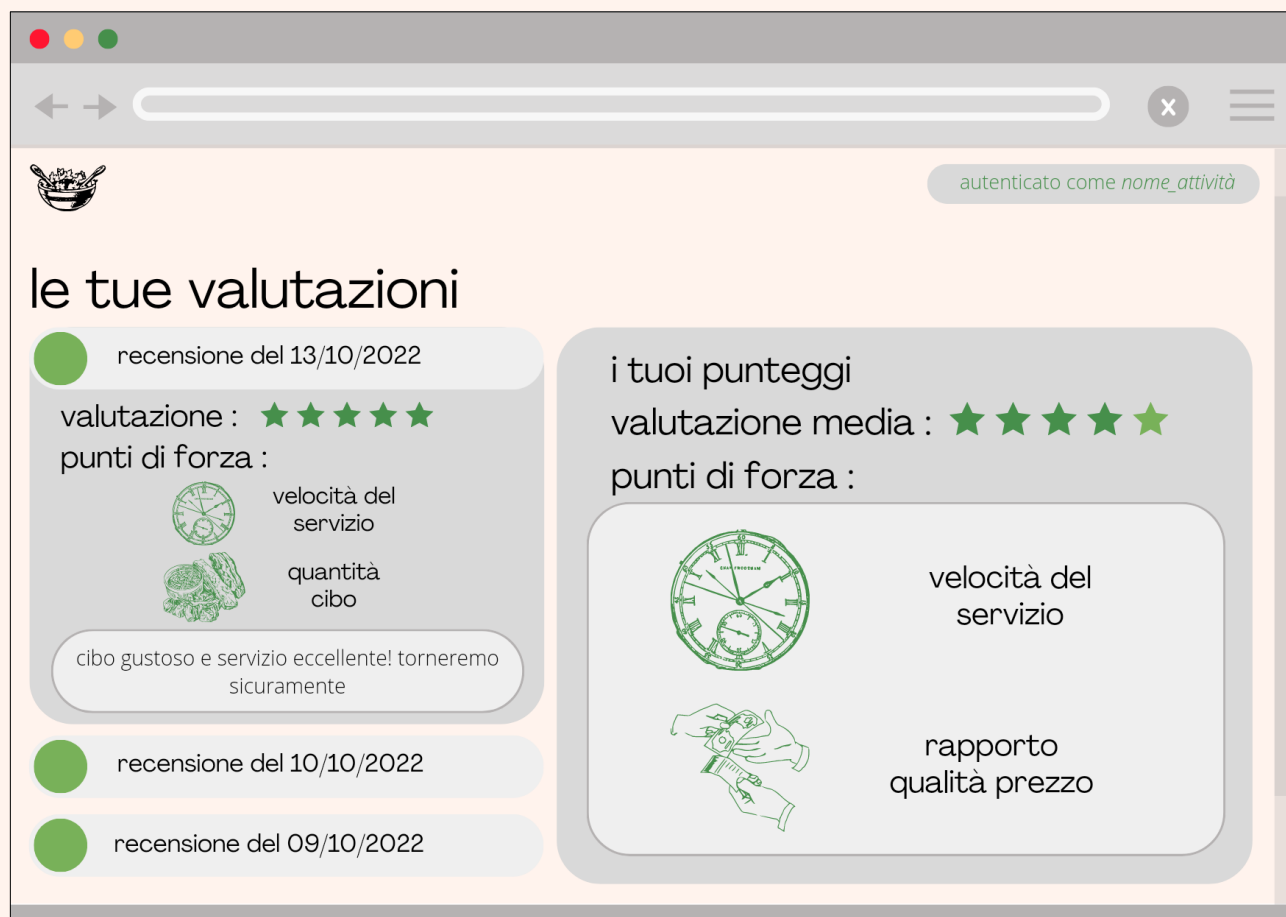 x
autenticato come nome_attività
le tue valutazioni
recensione del 13/10/2022
valutazione :
punti di forza :
velocità del
servizio
quantità
cibo
cibo gustoso e servizio eccellente! torneremo
sicuramente
recensione del 10/10/2022
recensione del 09/10/2022
i tuoi punteggi
valutazione media :
punti di forza :
velocità del
servizio
rapporto
qualità prezzo